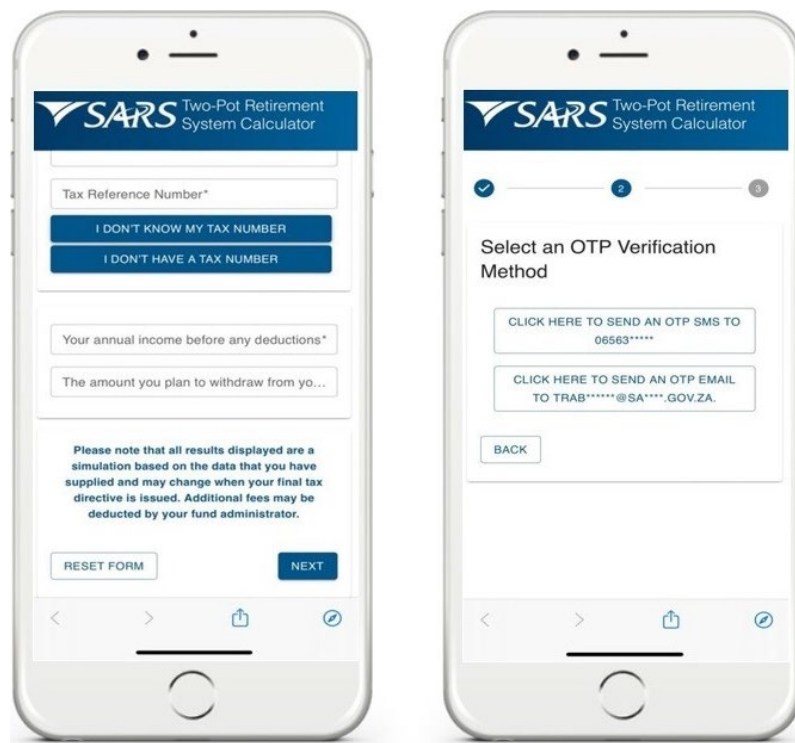 SARS Two-Pot Retirement
System Calculator
Tax Reference Number*
I DON'T KNOW MY TAX NUMBER
I DON'T HAVE A TAX NUMBER
Your annual income before any deductions*
The amount you plan to withdraw from yo...
Please note that all results displayed are a
simulation based on the data that you have
supplied and may change when your final tax
directive is issued. Additional fees may be
deducted by your fund administrator.
RESET FORM
NEXT
SARS Two-Pot Retirement
System Calculator
2
3
Select an OTP Verification
Method
CLICK HERE TO SEND AN OTP SMS TO
06563*****
CLICK HERE TO SEND AN OTP EMAIL
TO TRAB******@SA****.GOV.ZA.
BACK